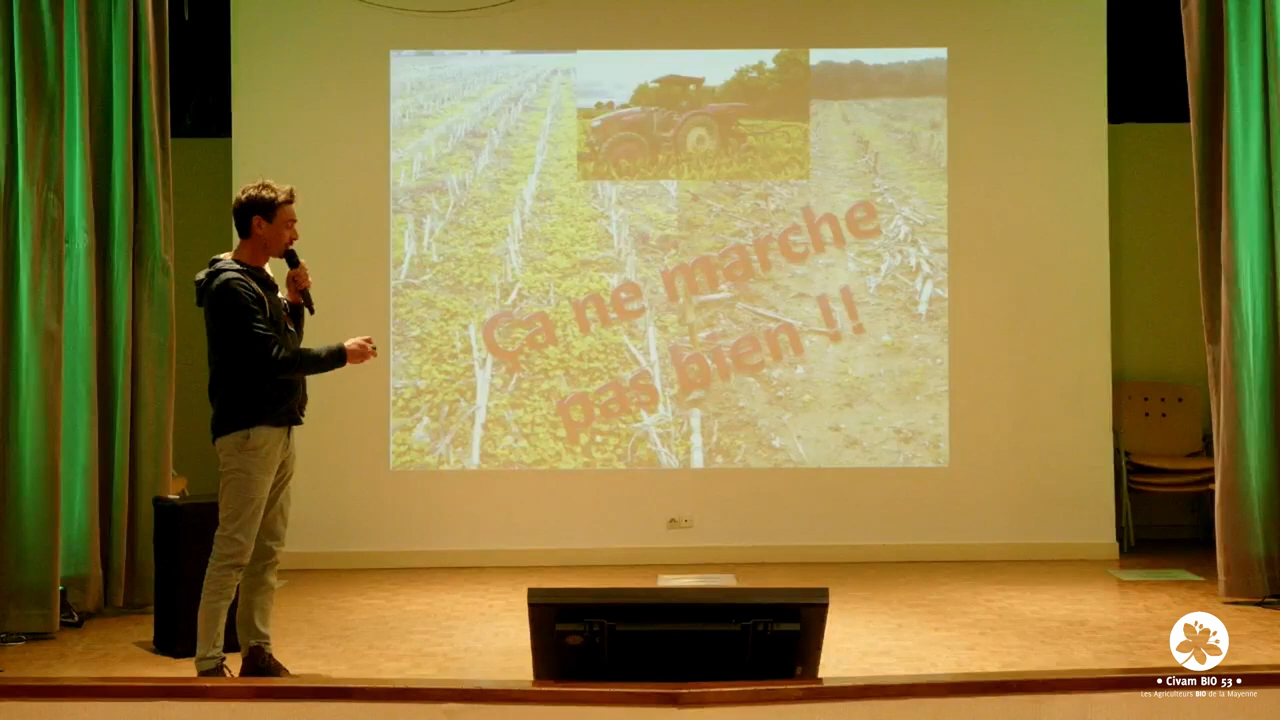 Ça ne marche
pas bien !!
• Civam BIO 53 •
Les Agriculteurs BIO de la Mayenne